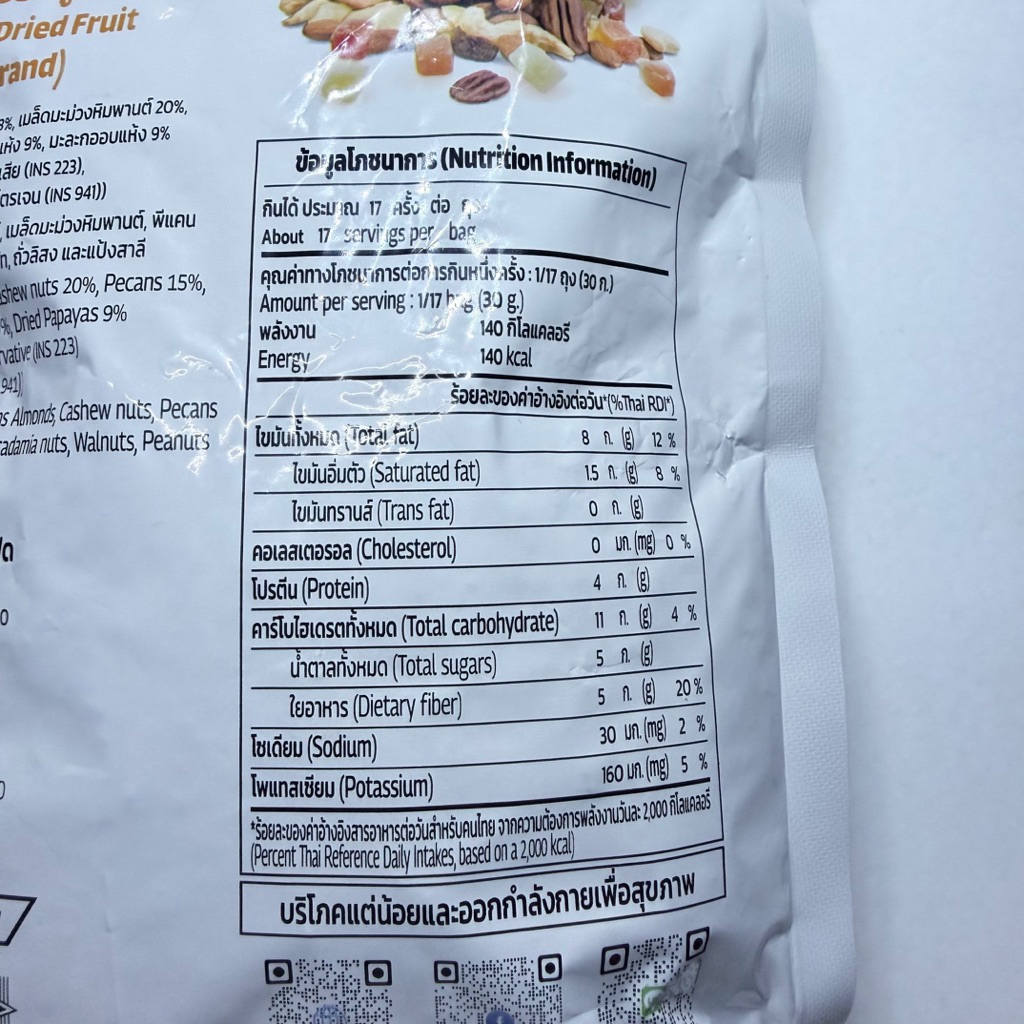 Dried Fruit
rand)
%, เมล็ดมะม่วงหิมพานต์ 20%,
แห้ง 9%, มะละกออบแห้ง 9%
เสีย (INS 223),
ตรเจน (INS 941))
, เมล็ดมะม่วงหิมพานต์, พีแคน
ถั่วลิสง และแป้งสาลี
shew nuts 20%, Pecans 15%,
%, Dried Papayas 9%
rvative (INS 223)
941)
as Almonds, Cashew nuts, Pecans
cadamia nuts, Walnuts, Peanuts
ข้อมูลโภชนาการ (Nutrition Information)
กินได้ ประมาณ 17 ครั้ง ต่อ ถุง
About 17 servings per bag
คุณค่าทางโภชนาการต่อการกินหนึ่งครั้ง : 1/17 ถุง (30 ก.)
Amount per serving : 1/17 bag (30 g.)
พลังงาน 140 กิโลแคลอรี
Energy 140 kcal
ร้อยละของค่าอ้างอิงต่อวัน*(%Thai RDI*)
ไขมันทั้งหมด (Total fat) 8 ก. (g) 12 %
ไขมันอิ่มตัว (Saturated fat) 1.5 ก. (g) 8 %
ไขมันทรานส์ (Trans fat) 0 ก. (g)
คอเลสเตอรอล (Cholesterol) 0 มก. (mg) 0 %
โปรตีน (Protein) 4 ก. (g)
คาร์โบไฮเดรตทั้งหมด (Total carbohydrate) 11 ก. (g) 4 %
น้ำตาลทั้งหมด (Total sugars) 5 ก. (g)
ใยอาหาร (Dietary fiber) 5 ก. (g) 20 %
โซเดียม (Sodium) 30 มก. (mg) 2 %
โพแทสเซียม (Potassium) 160 มก. (mg) 5 %
*ร้อยละของค่าอ้างอิงสารอาหารต่อวันสำหรับคนไทย จากความต้องการพลังงานวันละ 2,000 กิโลแคลอรี
(Percent Thai Reference Daily Intakes, based on a 2,000 kcal)
บริโภคแต่น้อยและออกกำลังกายเพื่อสุขภาพ